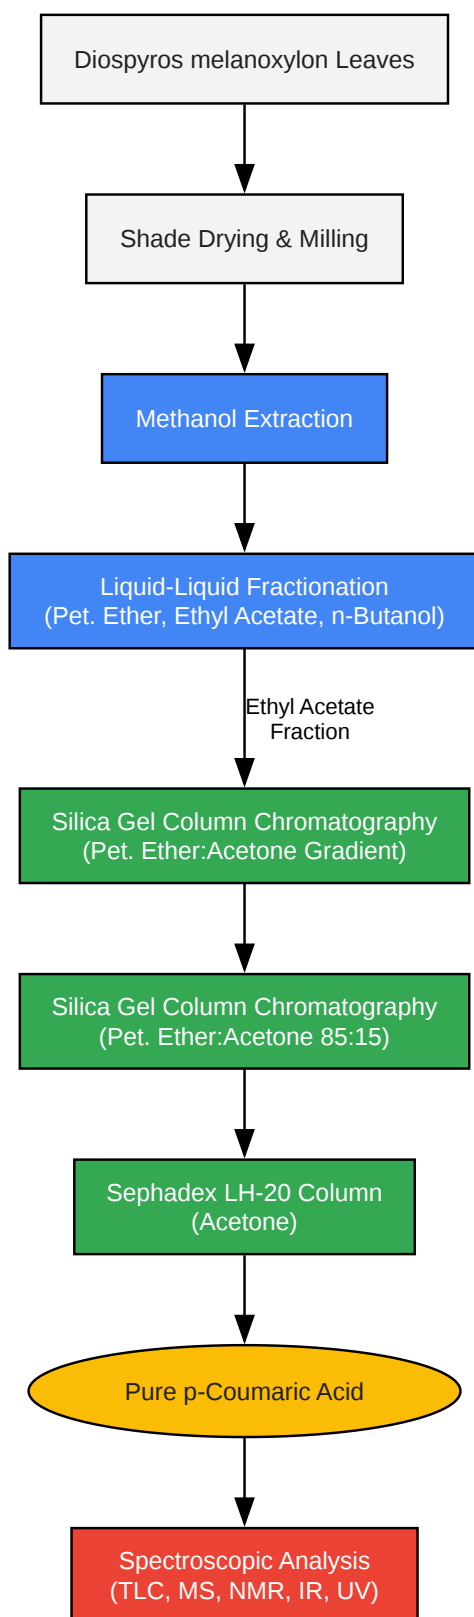 Diospyros melanoxylon Leaves
Shade Drying & Milling
Methanol Extraction
Liquid-Liquid Fractionation
(Pet. Ether, Ethyl Acetate, n-Butanol)
Ethyl Acetate
Fraction
Silica Gel Column Chromatography
(Pet. Ether:Acetone Gradient)
Silica Gel Column Chromatography
(Pet. Ether:Acetone 85:15)
Sephadex LH-20 Column
(Acetone)
Pure p-Coumaric Acid
Spectroscopic Analysis
(TLC, MS, NMR, IR, UV)